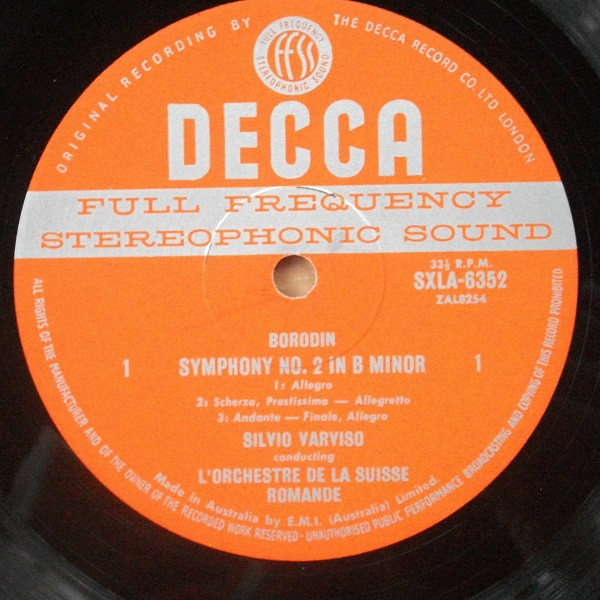 ORIGINAL RECORDING BY THE DECCA RECORD CO. LTD LONDON
FULL FREQUENCY
FFSS
STEREOPHONIC SOUND
DECCA
FULL FREQUENCY
STEREOPHONIC SOUND
33⅓ R.P.M.
SXLA-6352
ZAL8254
BORODIN
1 SYMPHONY NO. 2 IN B MINOR 1
1: Allegro
2: Scherzo, Prestissimo — Allegretto
3: Andante — Finale, Allegro
SILVIO VARVISO
conducting
L'ORCHESTRE DE LA SUISSE
ROMANDE
Made in Australia by E.M.I. (Australia) Limited.
ALL RIGHTS OF THE MANUFACTURER AND OF THE OWNER OF THE RECORDED WORK RESERVED · UNAUTHORISED PUBLIC PERFORMANCE BROADCASTING AND COPYING OF THIS RECORD PROHIBITED